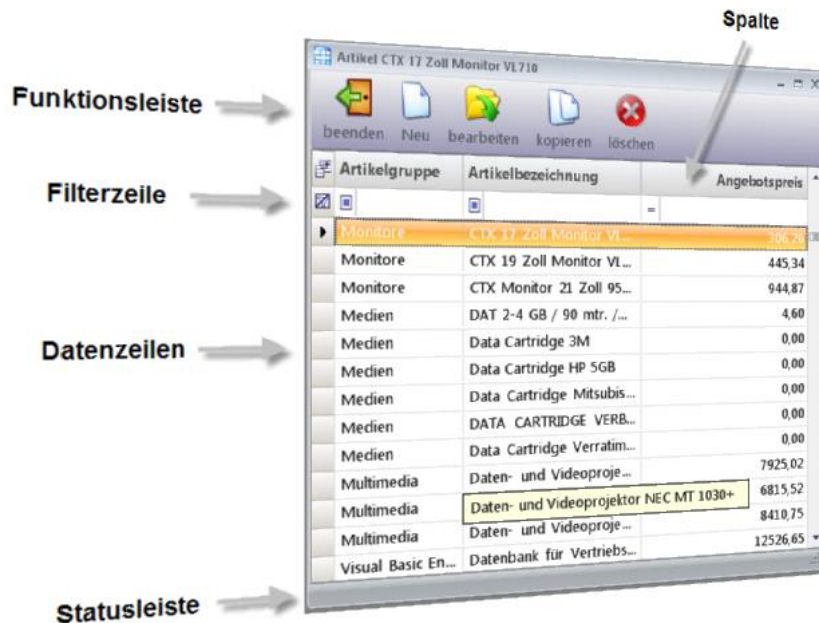 Spalte
Artikel CTX 17 Zoll Monitor VL710
Funktionsleiste
beenden Neu bearbeiten kopieren löschen
Artikelgruppe Artikelbezeichnung Angebotspreis
Filterzeile
=
Monitore CTX 17 Zoll Monitor VL... 306,26
Monitore CTX 19 Zoll Monitor VL... 445,34
Monitore CTX Monitor 21 Zoll 95... 944,87
Medien DAT 2-4 GB / 90 mtr. /... 4,60
Datenzeilen
Medien Data Cartridge 3M 0,00
Medien Data Cartridge HP 5GB 0,00
Medien Data Cartridge Mitsubis... 0,00
Medien DATA CARTRIDGE VERB... 0,00
Medien Data Cartridge Verratim... 0,00
Multimedia Daten- und Videoproje... 7925,02
Multimedia Daten- und Videoprojektor NEC MT 1030+ 6815,52
Multimedia Daten- und Videoproje... 8410,75
Visual Basic En... Datenbank für Vertriebs... 12526,65
Statusleiste